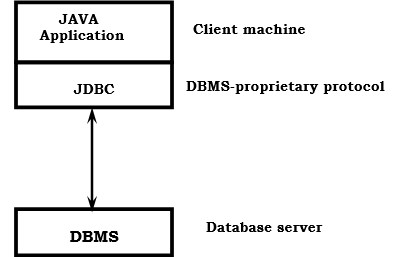 JAVA
Application
Client machine
JDBC
DBMS-proprietary protocol
DBMS
Database server